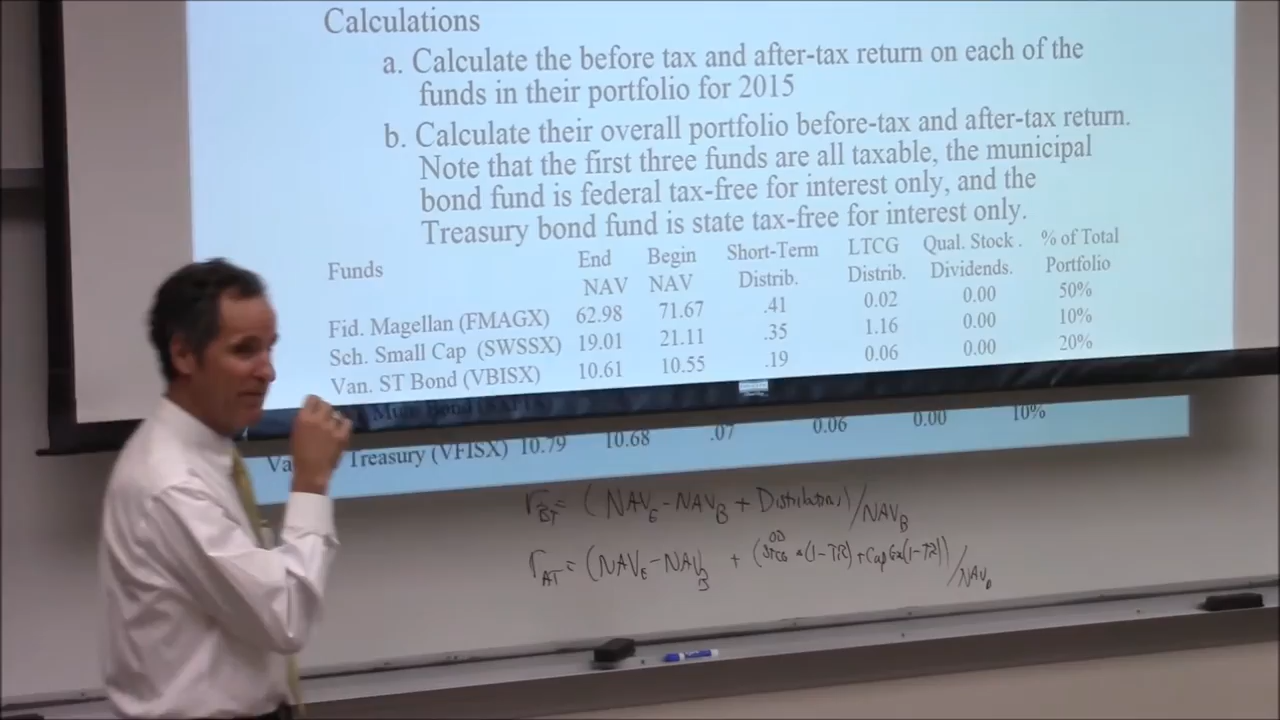 Calculations
a. Calculate the before tax and after-tax return on each of the
funds in their portfolio for 2015
b. Calculate their overall portfolio before-tax and after-tax return.
Note that the first three funds are all taxable, the municipal
bond fund is federal tax-free for interest only, and the
Treasury bond fund is state tax-free for interest only.
Funds End Begin Short-Term LTCG Qual. Stock . % of Total
NAV NAV Distrib. Distrib. Dividends. Portfolio
Fid. Magellan (FMAGX) 62.98 71.67 .41 0.02 0.00 50%
Sch. Small Cap (SWSSX) 19.01 21.11 .35 1.16 0.00 10%
Van. ST Bond (VBISX) 10.61 10.55 .19 0.06 0.00 20%
Muni Bond
Va Treasury (VFISX) 10.79 10.68 .07 0.06 0.00 10%
r_BT = (NAV_E - NAV_B + Distributions)/NAV_B
r_AT = (NAV_E - NAV_B + (STCG * (1-TR) + Cap Gn(1-TR))/NAV_B